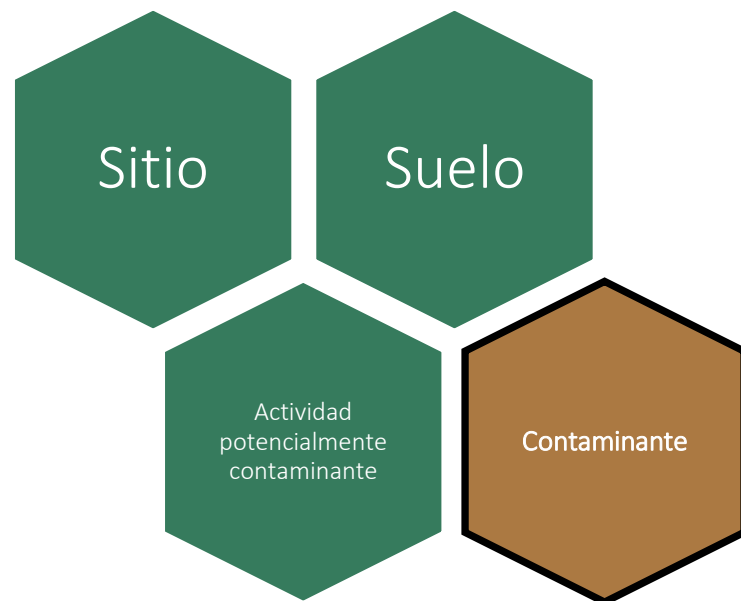 Sitio
Suelo
Actividad
potencialmente
contaminante
Contaminante